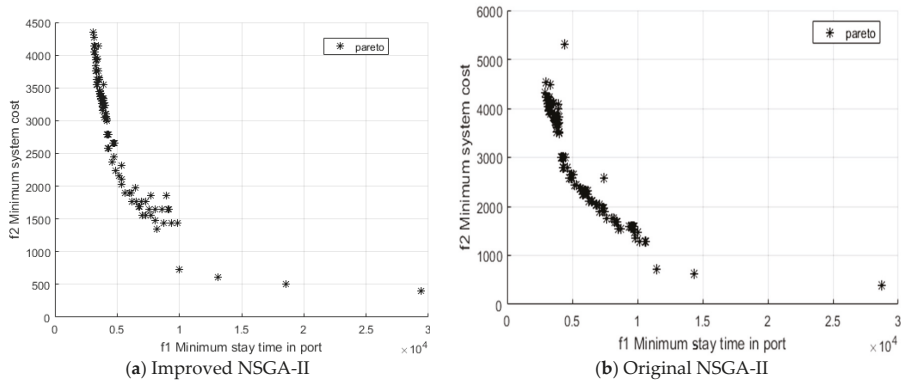 4500
4000
3500
3000
2500
2000
1500
1000
500
0
f2 Minimum system cost
pareto
0 0.5 1 1.5 2 2.5 3
f1 Minimum stay time in port
×10⁴
(a) Improved NSGA-II
6000
5000
4000
3000
2000
1000
0
f2 Minimum system cost
pareto
0 0.5 1 1.5 2 2.5 3
f1 Minimum stay time in port
×10⁴
(b) Original NSGA-II